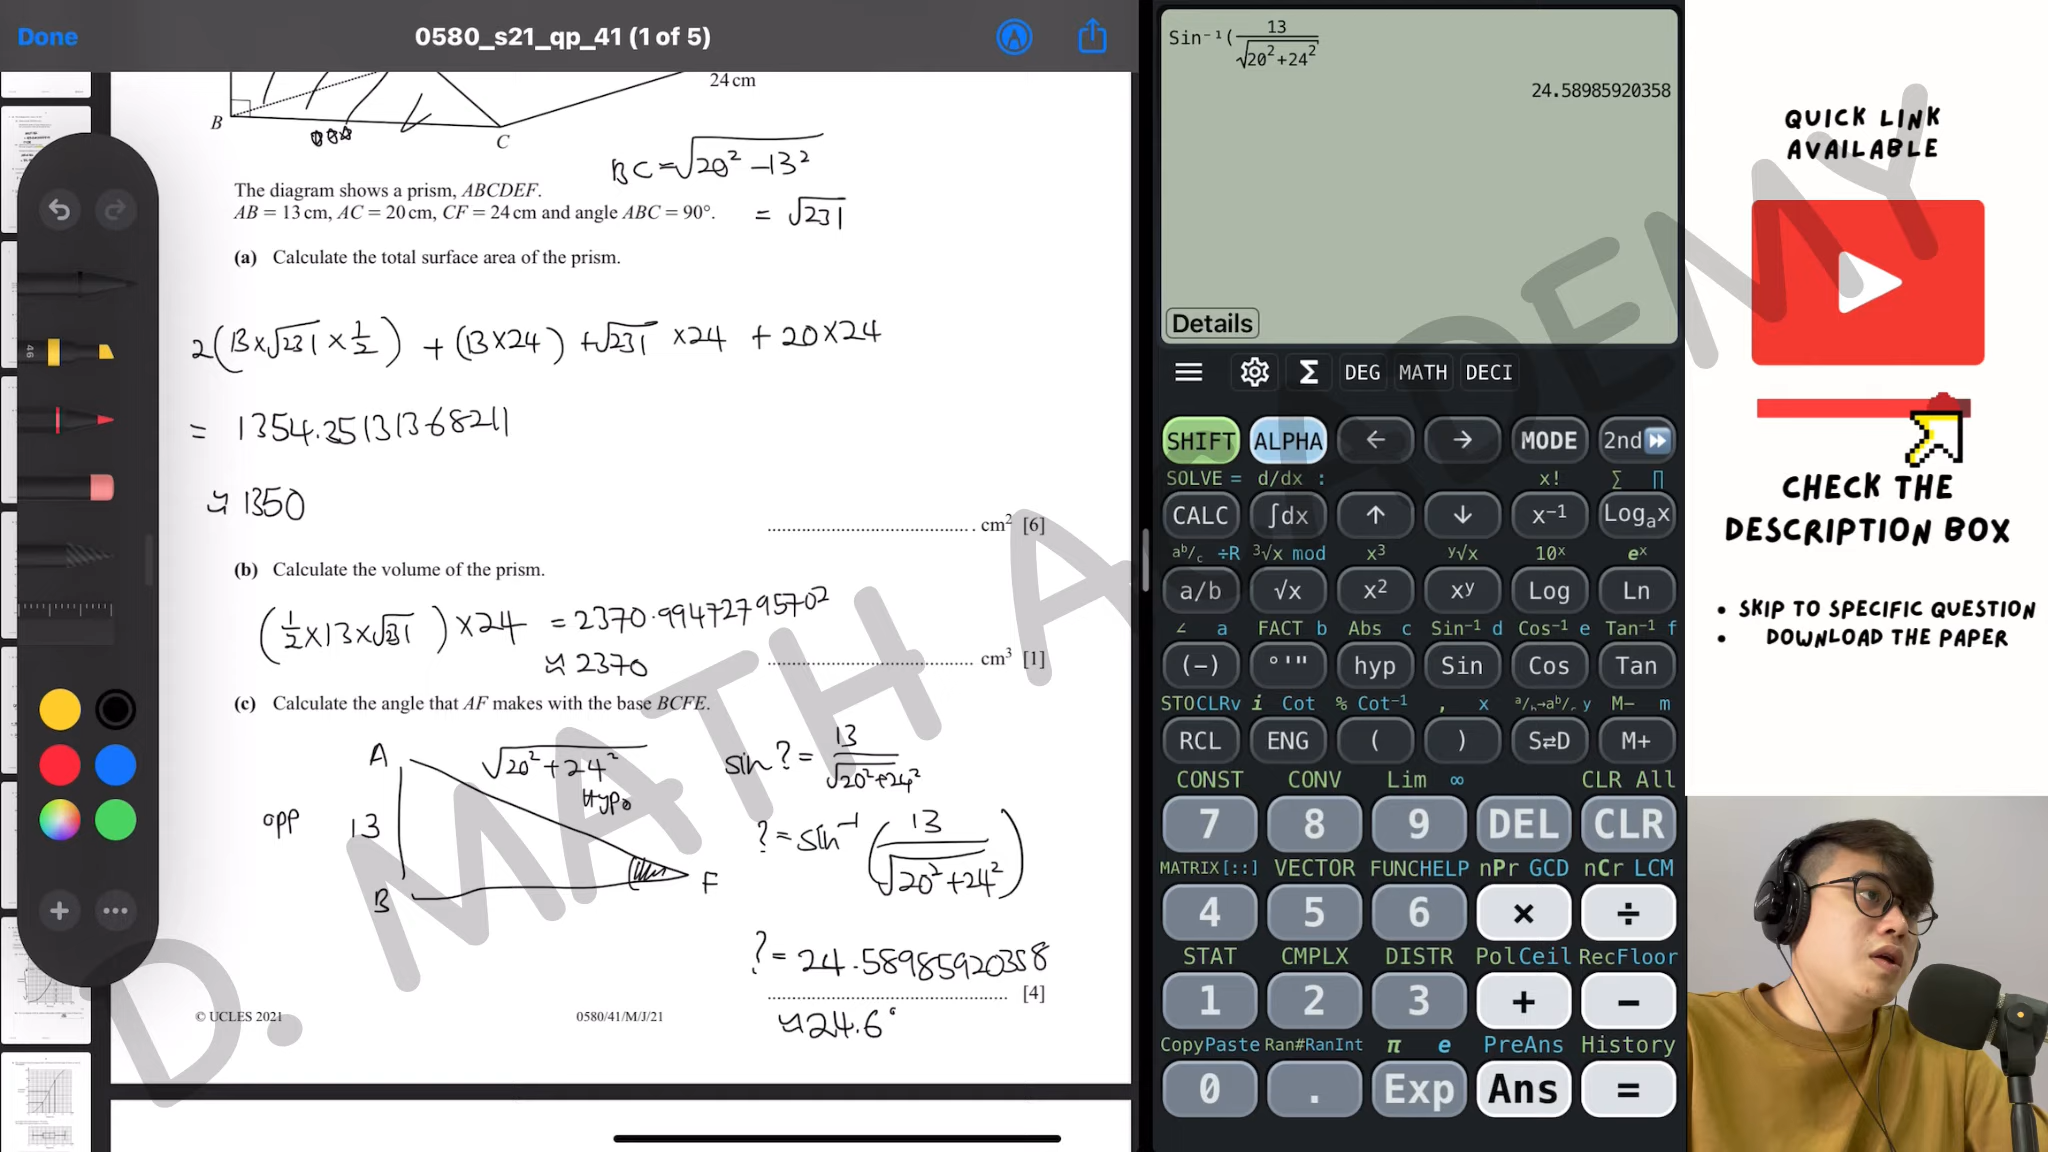 Done
0580_s21_qp_41 (1 of 5)
24 cm
B
C
BC = √20² − 13²
= √231
The diagram shows a prism, ABCDEF.
AB = 13 cm, AC = 20 cm, CF = 24 cm and angle ABC = 90°.
(a) Calculate the total surface area of the prism.
2(13×√231×½) + (13×24) + √231 ×24 + 20×24
= 1354.35131368211
≈ 1350
.......... cm² [6]
(b) Calculate the volume of the prism.
(½×13×√231)×24 = 2370.99472795702
≈ 2370
.......... cm³ [1]
(c) Calculate the angle that AF makes with the base BCFE.
A
√20²+24²
Hypo
opp
13
B
F
sin ? = 13/√20²+24²
? = sin⁻¹ (13/√20²+24²)
? = 24.58985920358
.......... [4]
≈ 24.6°
© UCLES 2021
0580/41/M/J/21
D. MATH ACADEMY
Sin⁻¹(13/√20²+24²
24.58985920358
Details
DEG MATH DECI
SHIFT ALPHA ← → MODE 2nd
SOLVE = d/dx : x! ∑ ∏
CALC ∫dx ↑ ↓ x⁻¹ Logₐx
aᵇ/c ÷R ³√x mod x³ ʸ√x 10ˣ eˣ
a/b √x x² xʸ Log Ln
∠ a FACT b Abs c Sin⁻¹ d Cos⁻¹ e Tan⁻¹ f
(−) °'" hyp Sin Cos Tan
STO CLRv i Cot % Cot⁻¹ , x y M− m
RCL ENG ( ) S⇄D M+
CONST CONV Lim ∞ CLR All
7 8 9 DEL CLR
MATRIX[::] VECTOR FUNC HELP nPr GCD nCr LCM
4 5 6 × ÷
STAT CMPLX DISTR Pol Ceil Rec Floor
1 2 3 + −
Copy Paste Ran# RanInt π e PreAns History
0 . Exp Ans =
QUICK LINK
AVAILABLE
CHECK THE
DESCRIPTION BOX
• SKIP TO SPECIFIC QUESTION
• DOWNLOAD THE PAPER